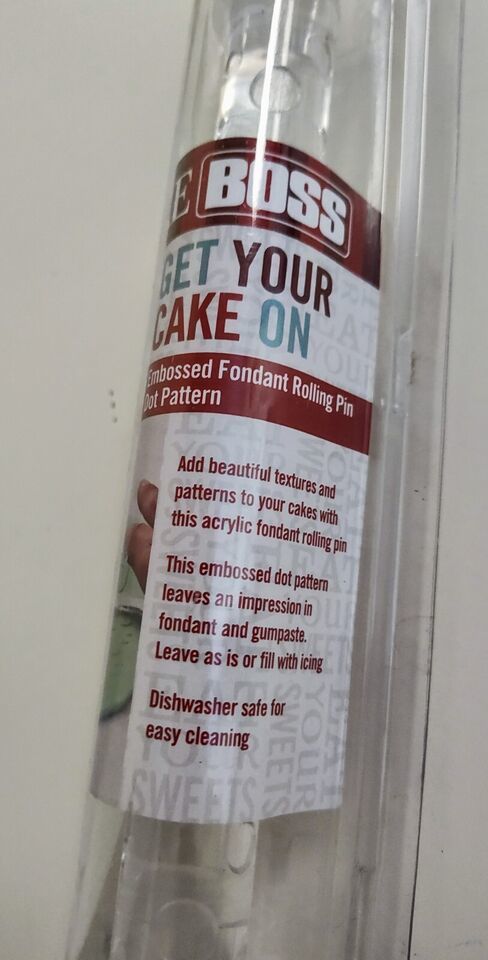 E BOSS
GET YOUR
CAKE ON
Embossed Fondant Rolling Pin
Dot Pattern
Add beautiful textures and
patterns to your cakes with
this acrylic fondant rolling pin
This embossed dot pattern
leaves an impression in
fondant and gumpaste.
Leave as is or fill with icing
Dishwasher safe for
easy cleaning
SWEETS